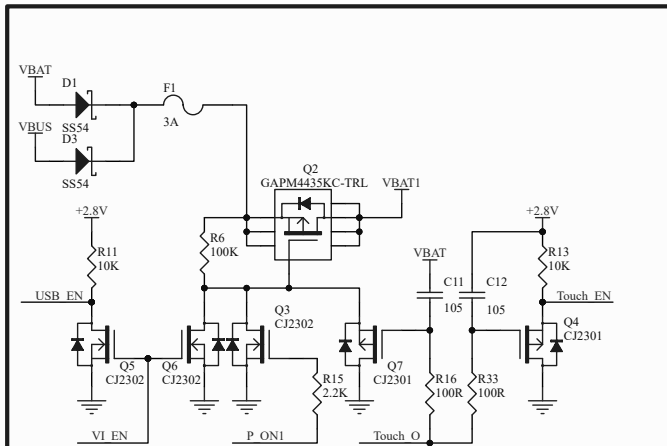 VBAT
D1
SS54
F1
3A
VBUS
D3
SS54
Q2
GAPM4435KC-TRL
VBAT1
+2.8V
R11
10K
R6
100K
VBAT
C11
105
C12
105
+2.8V
R13
10K
USB_EN
Touch_EN
Q5
CJ2302
Q6
CJ2302
Q3
CJ2302
Q7
CJ2301
Q4
CJ2301
R15
2.2K
R16
100R
R33
100R
VI_EN
P_ON1
Touch_O